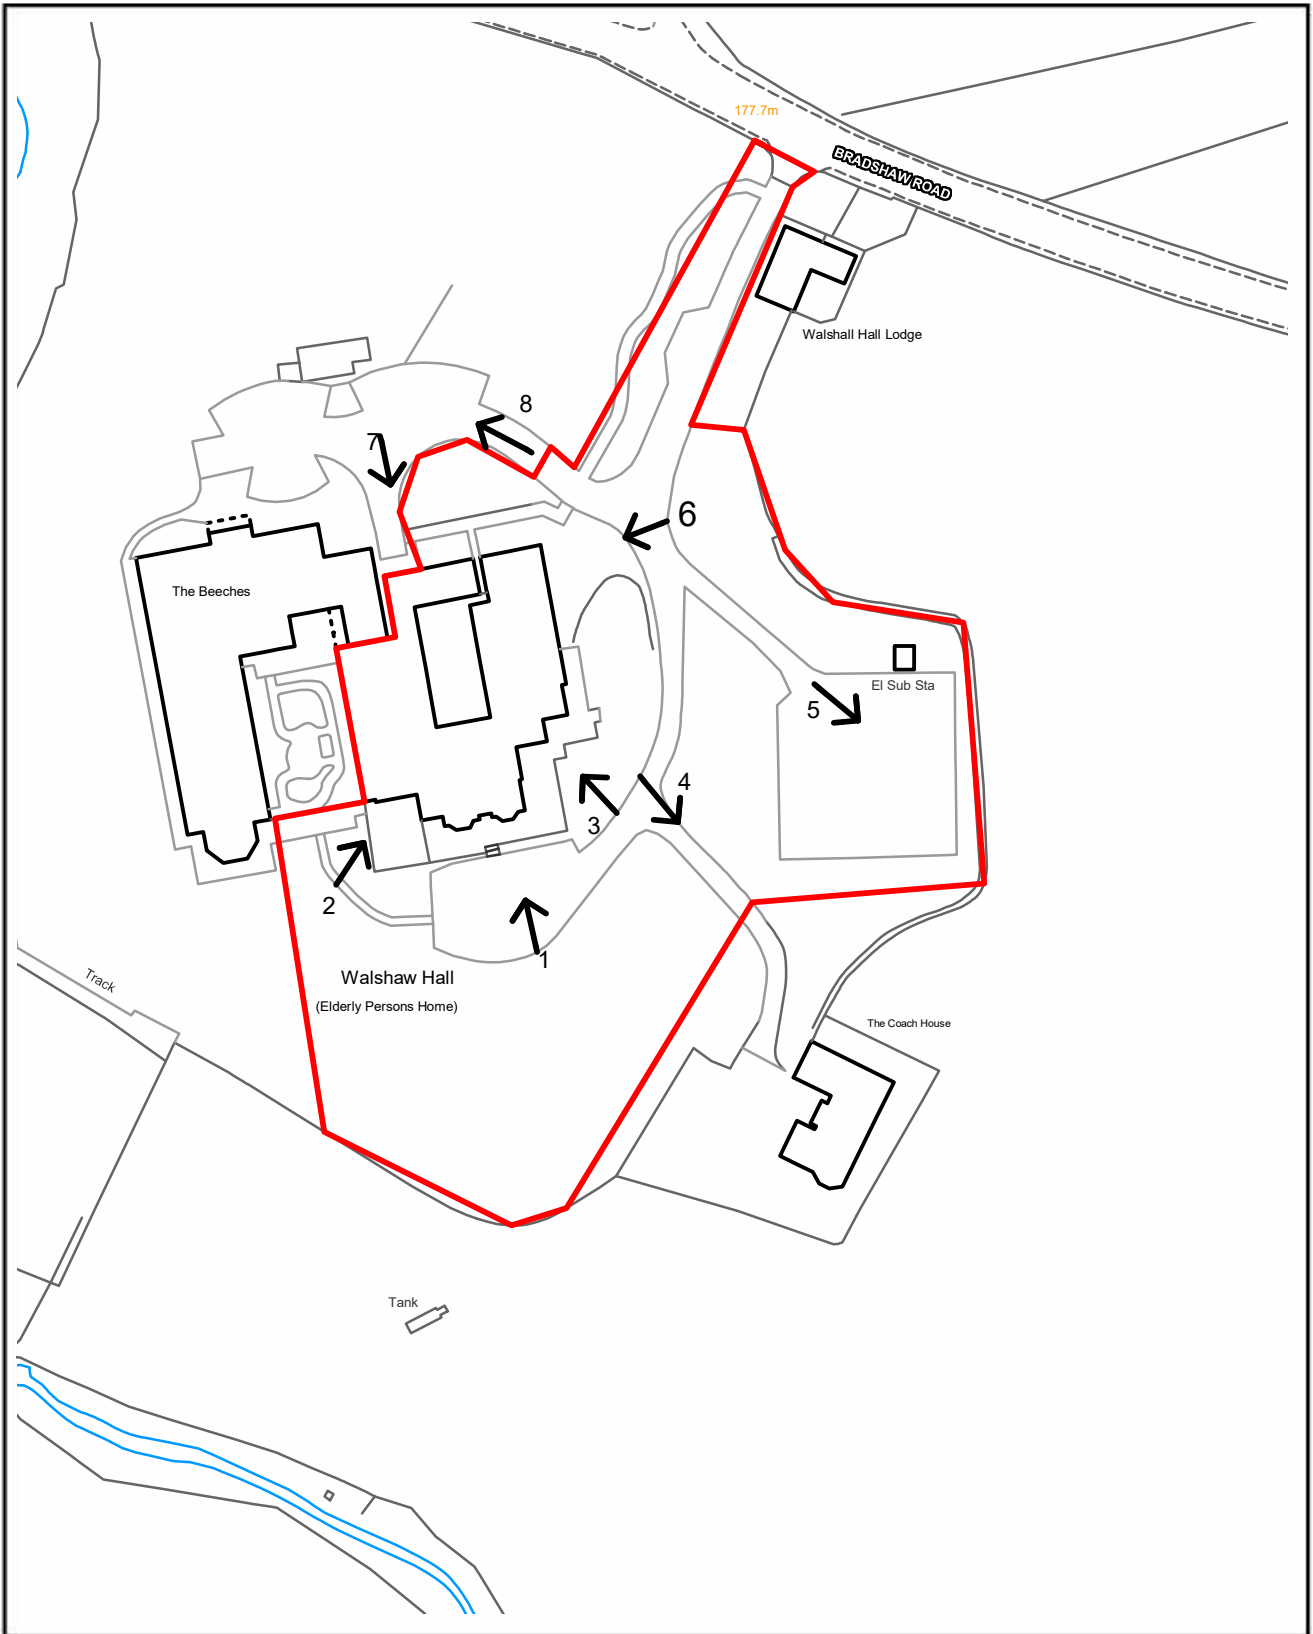 177.7m
BRADSHAW ROAD
Walshall Hall Lodge
8
7
6
The Beeches
El Sub Sta
5
4
3
2
1
Walshaw Hall
(Elderly Persons Home)
Track
The Coach House
Tank